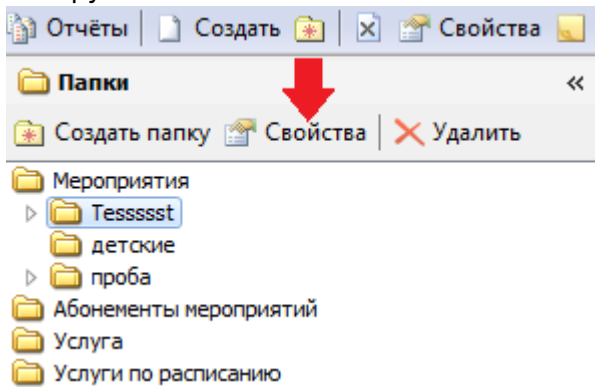 Отчёты Создать Свойства
Папки «
Создать папку Свойства Удалить
Мероприятия
Tessssst
детские
проба
Абонементы мероприятий
Услуга
Услуги по расписанию